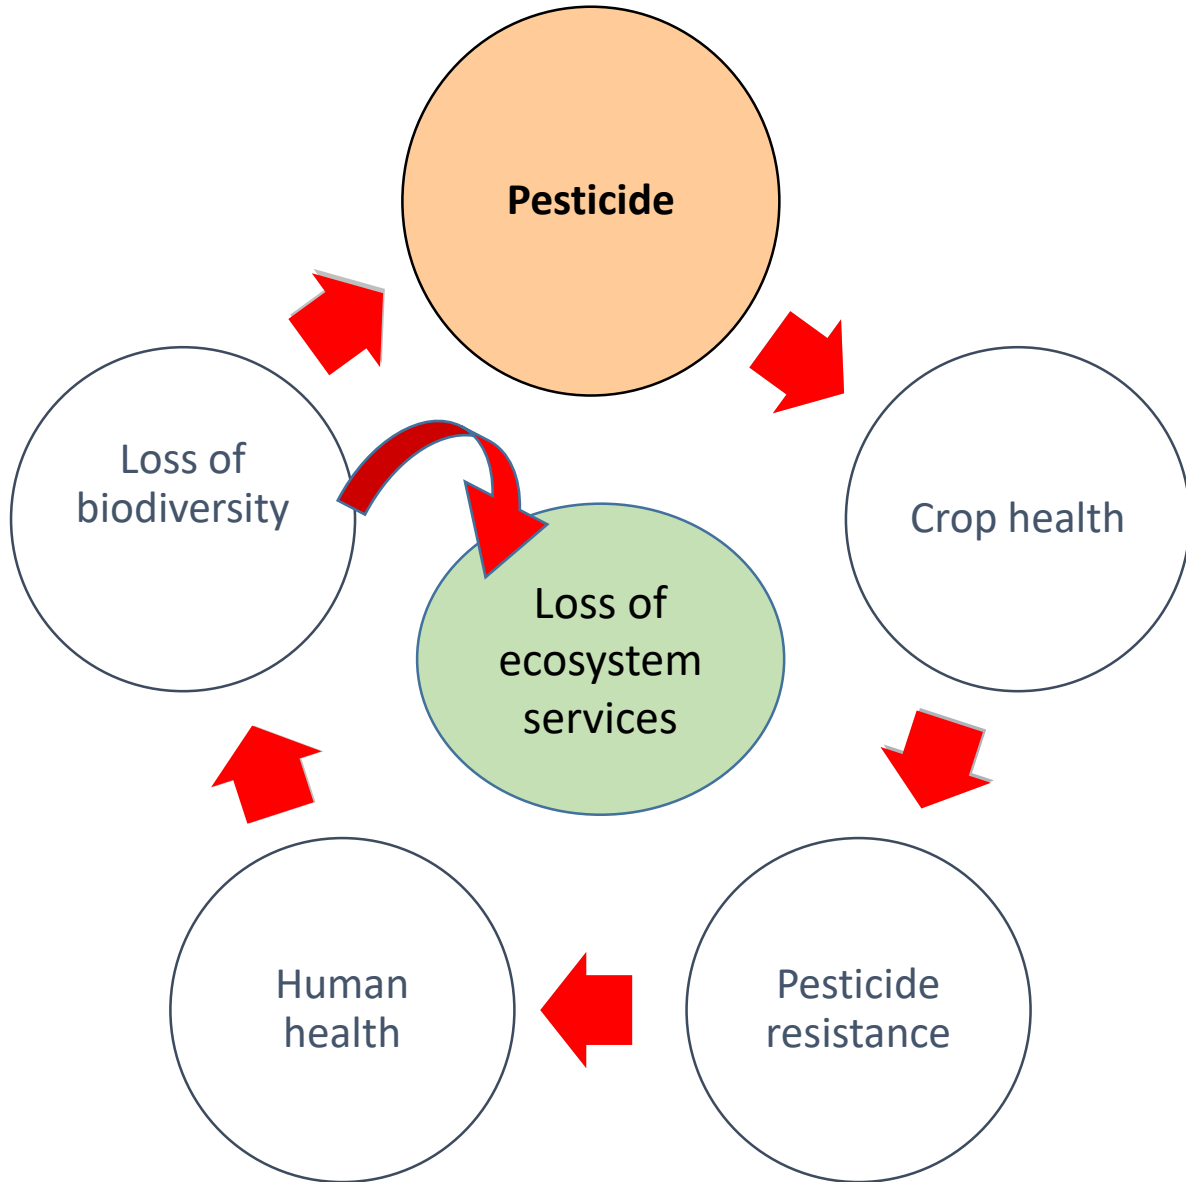 Pesticide
Loss of
biodiversity
Crop health
Loss of
ecosystem
services
Human
health
Pesticide
resistance